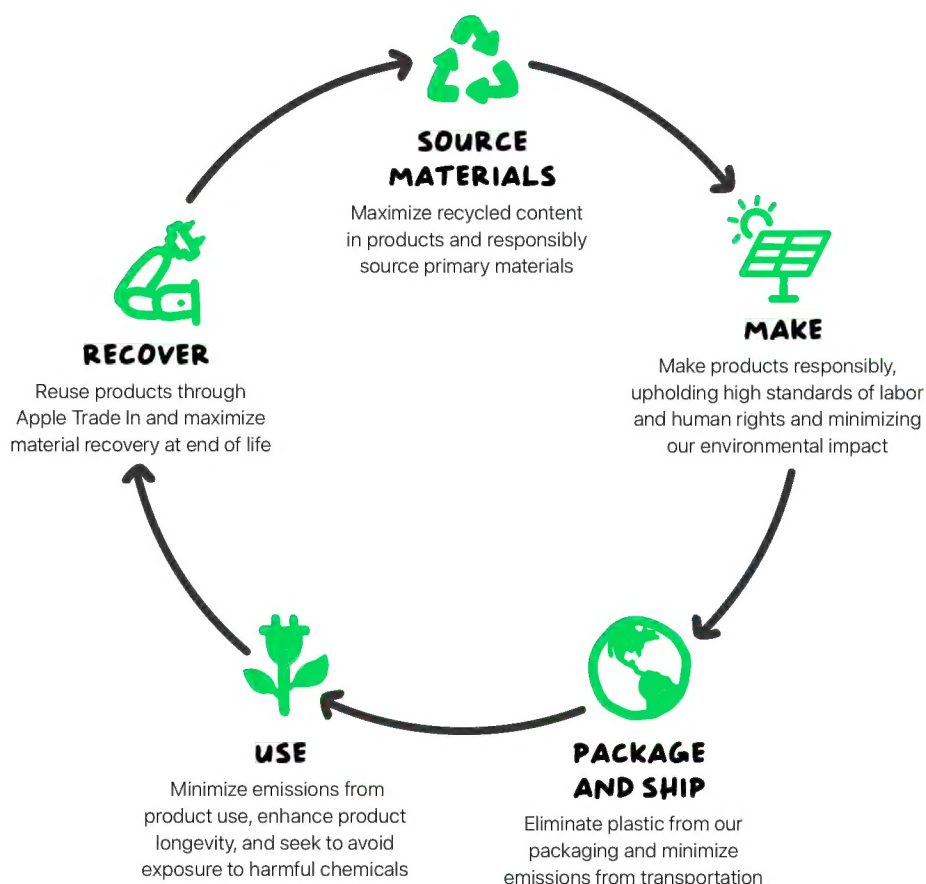 SOURCE
MATERIALS
Maximize recycled content
in products and responsibly
source primary materials
MAKE
Make products responsibly,
upholding high standards of labor
and human rights and minimizing
our environmental impact
PACKAGE
AND SHIP
Eliminate plastic from our
packaging and minimize
emissions from transportation
USE
Minimize emissions from
product use, enhance product
longevity, and seek to avoid
exposure to harmful chemicals
RECOVER
Reuse products through
Apple Trade In and maximize
material recovery at end of life